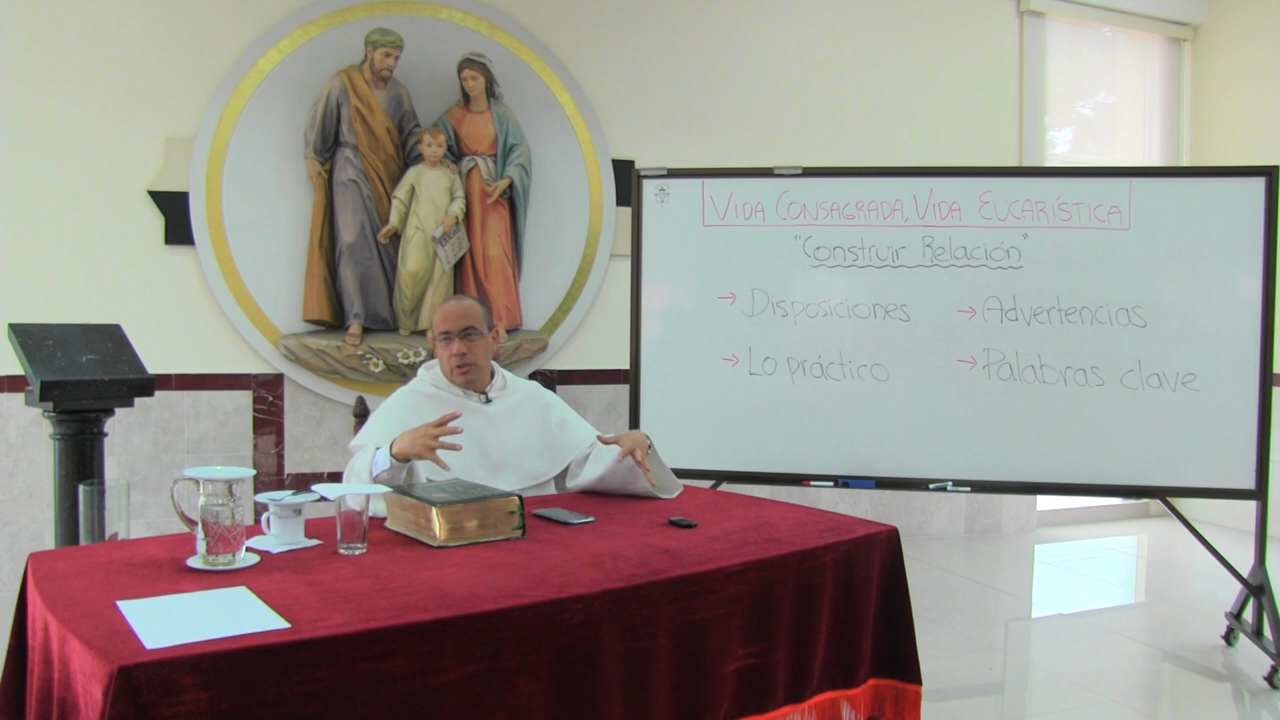 VIDA CONSAGRADA, VIDA EUCARÍSTICA
"Construir Relación"
→ Disposiciones → Advertencias
→ Lo práctico → Palabras clave